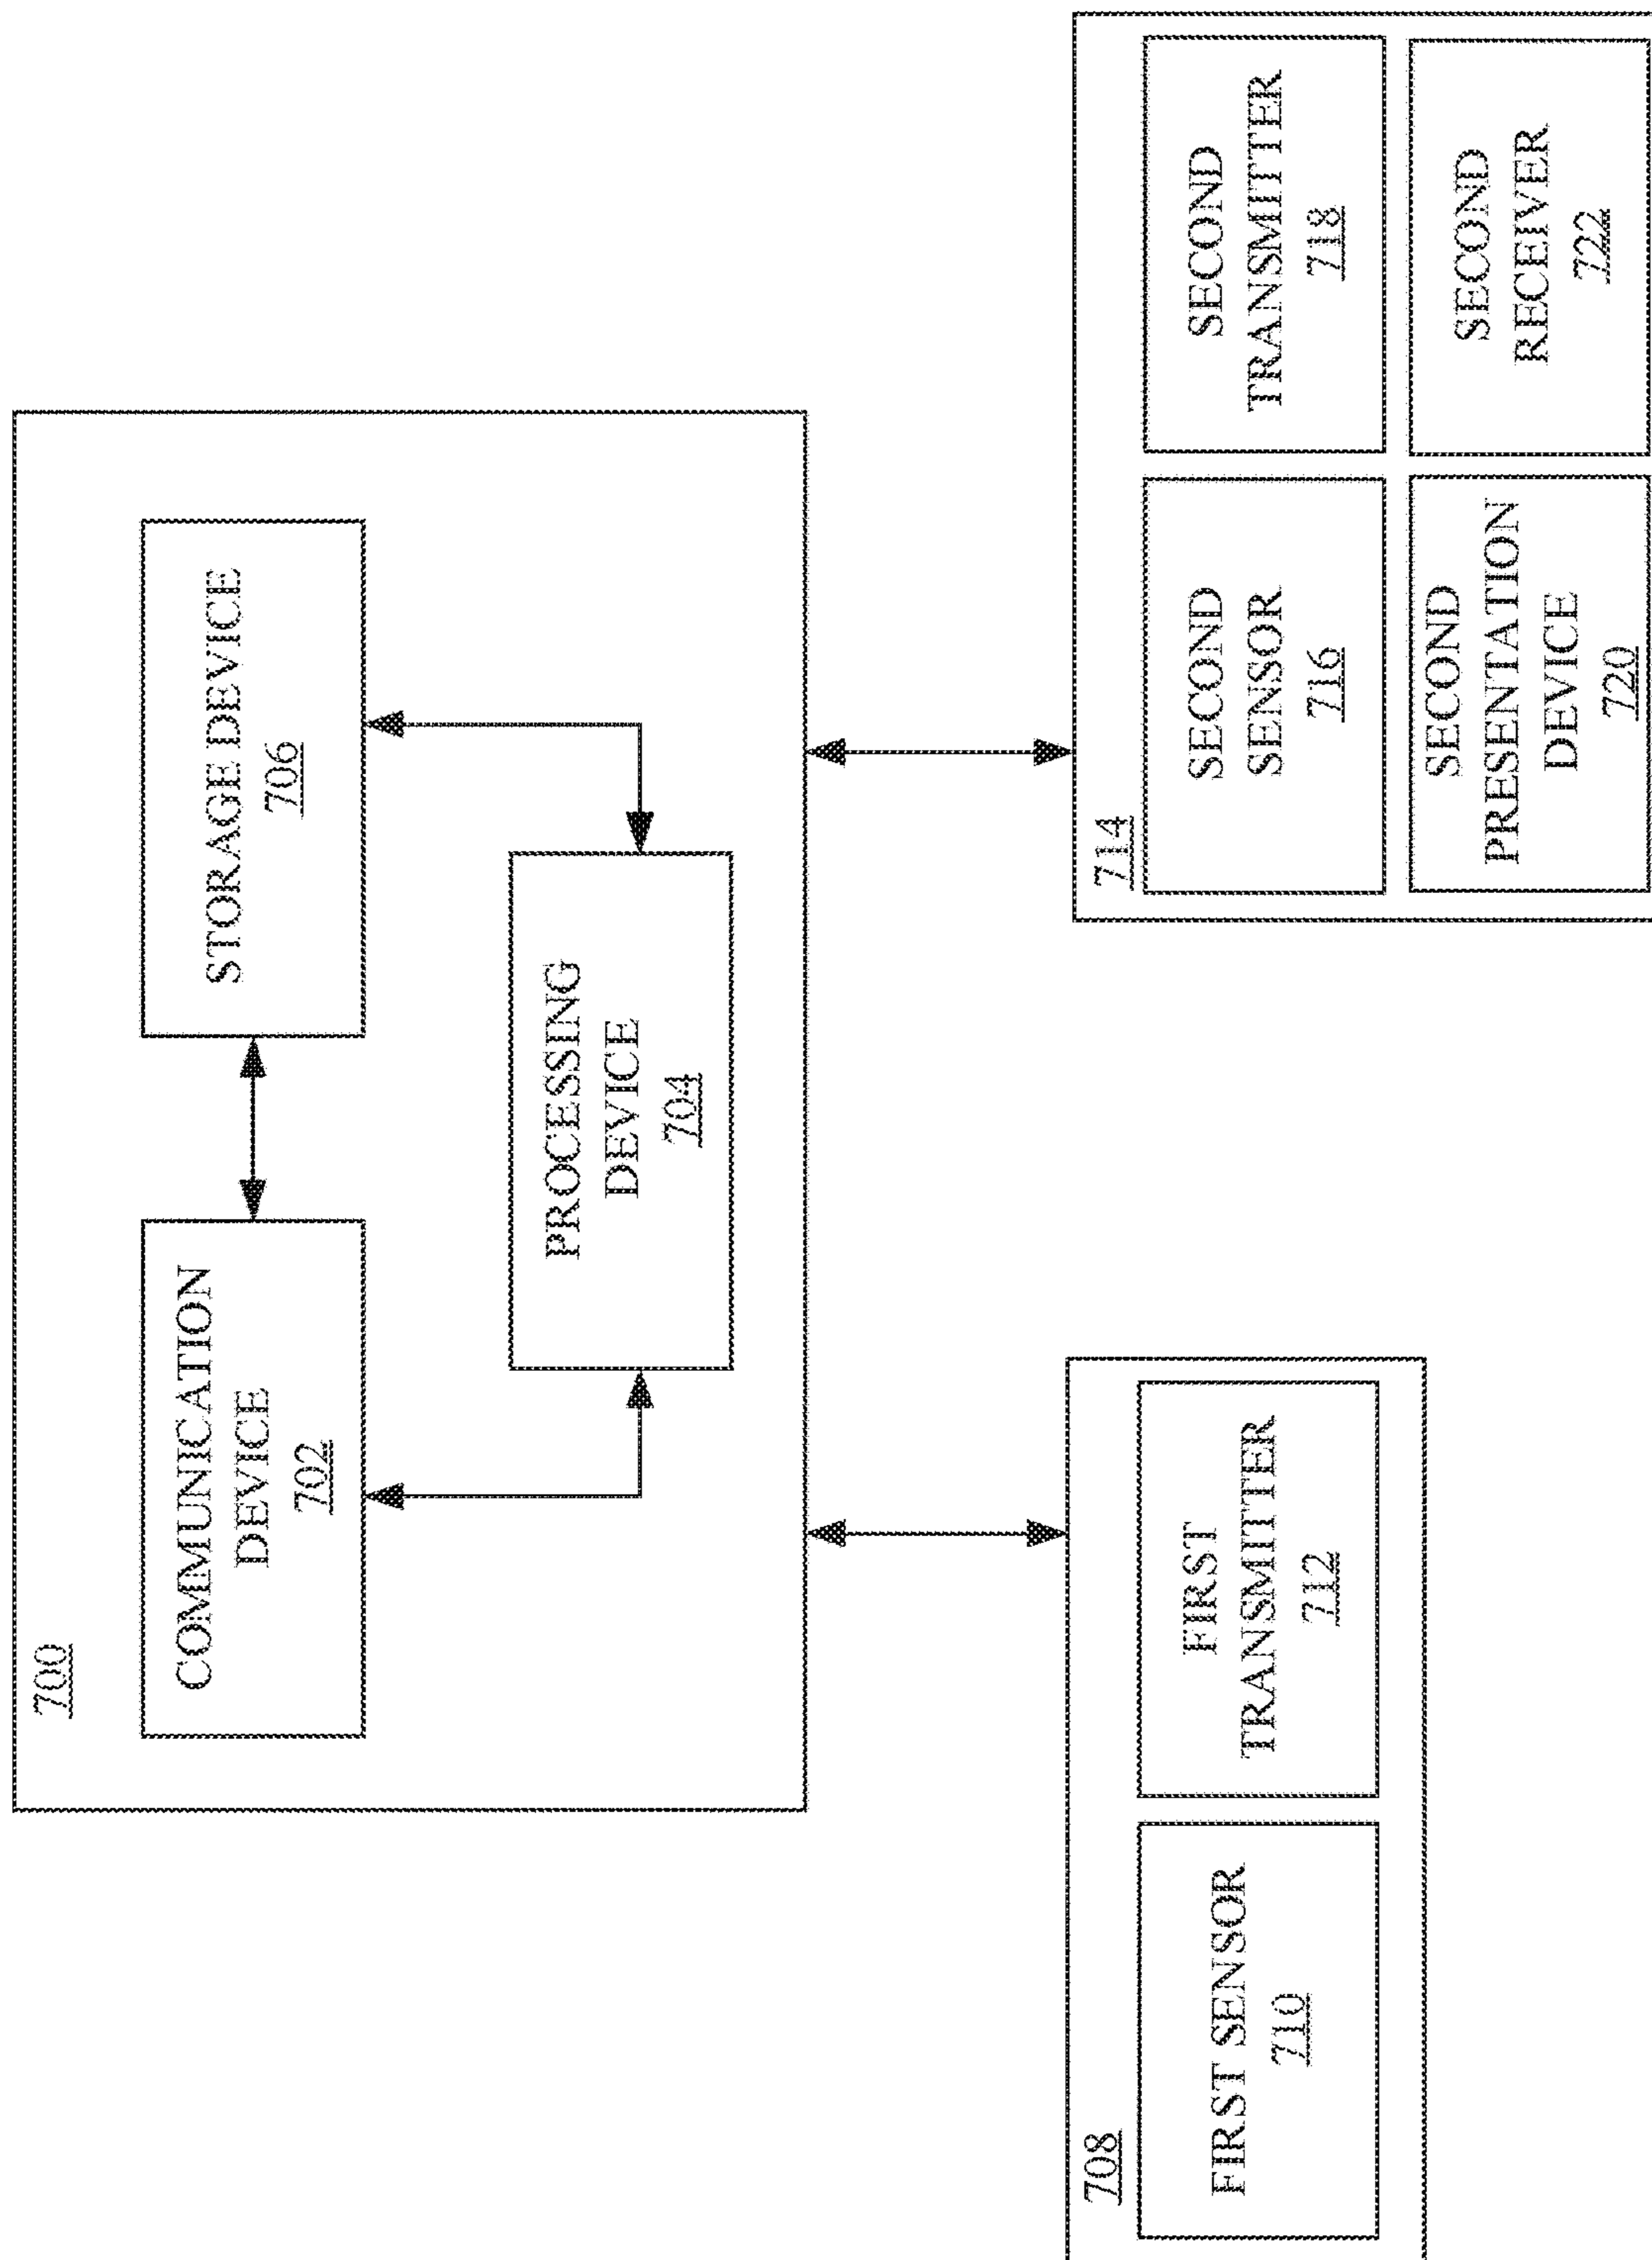 700
COMMUNICATION
DEVICE
702
STORAGE DEVICE
706
PROCESSING
DEVICE
704
708
FIRST SENSOR
710
FIRST
TRANSMITTER
712
714
SECOND
SENSOR
716
SECOND
TRANSMITTER
718
SECOND
PRESENTATION
DEVICE
720
SECOND
RECEIVER
722